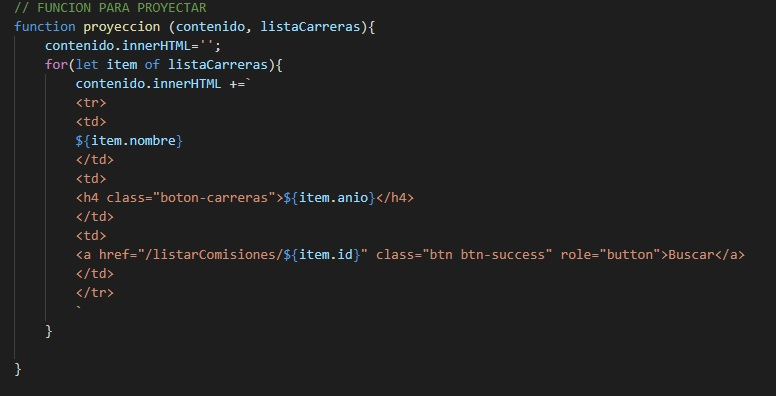 // FUNCION PARA PROYECTAR
function proyeccion (contenido, listaCarreras){
contenido.innerHTML='';
for(let item of listaCarreras){
contenido.innerHTML +=`
<tr>
<td>
${item.nombre}
</td>
<td>
<h4 class="boton-carreras">${item.anio}</h4>
</td>
<td>
<a href="/listarComisiones/${item.id}" class="btn btn-success" role="button">Buscar</a>
</td>
</tr>
`
}
}